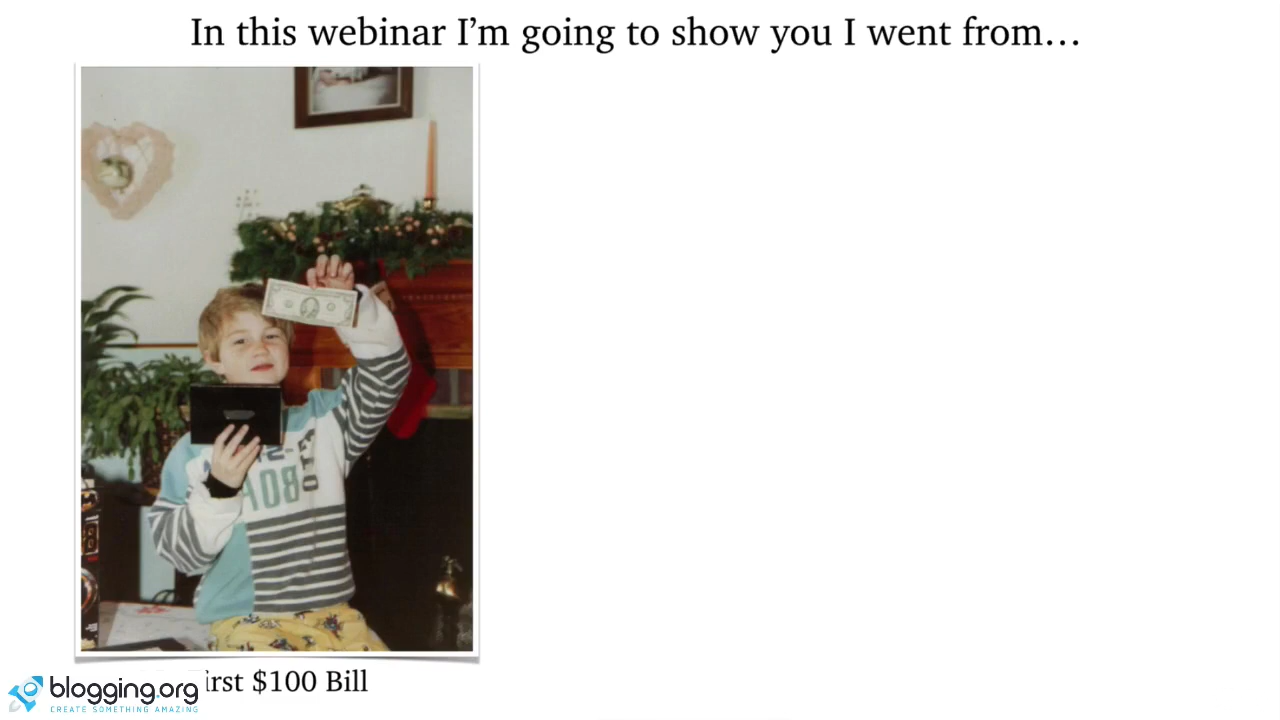 In this webinar I’m going to show you I went from…
irst $100 Bill
blogging.org
CREATE SOMETHING AMAZING